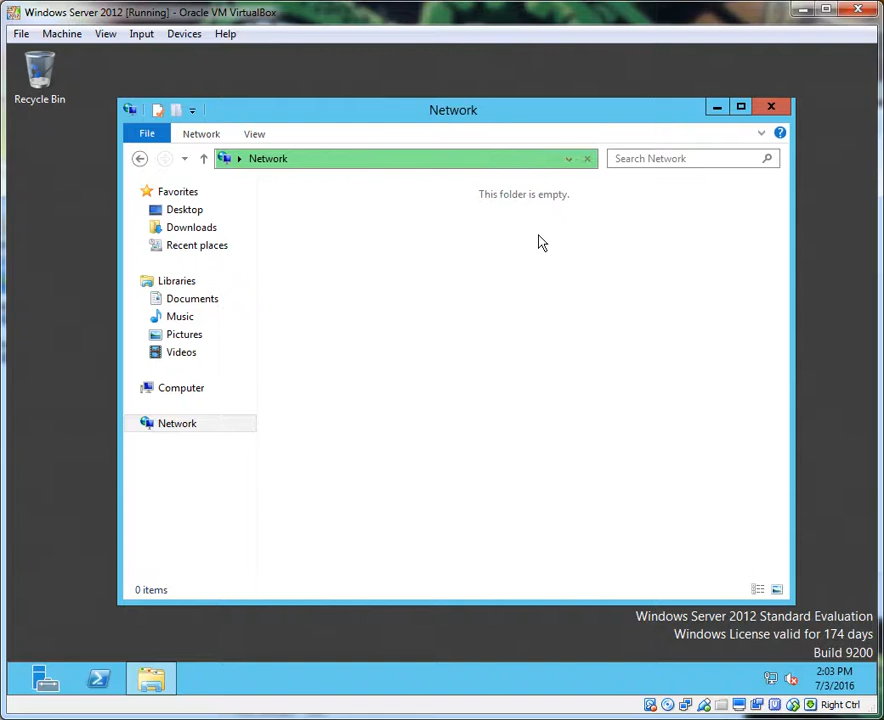 Windows Server 2012 [Running] - Oracle VM VirtualBox
File Machine View Input Devices Help
Recycle Bin
Network
File Network View
Network
Search Network
This folder is empty.
Favorites
Desktop
Downloads
Recent places
Libraries
Documents
Music
Pictures
Videos
Computer
Network
0 items
Windows Server 2012 Standard Evaluation
Windows License valid for 174 days
Build 9200
2:03 PM
7/3/2016
Right Ctrl